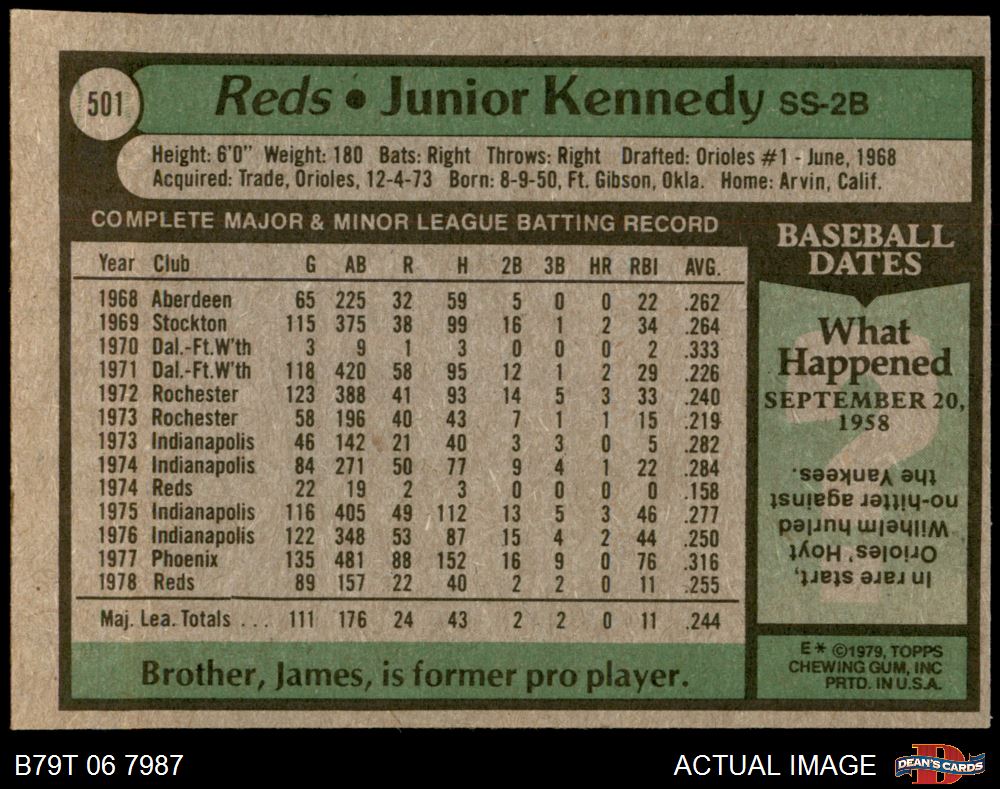 501
Reds • Junior Kennedy SS-2B
Height: 6'0" Weight: 180 Bats: Right Throws: Right Drafted: Orioles #1 - June, 1968
Acquired: Trade, Orioles, 12-4-73 Born: 8-9-50, Ft. Gibson, Okla. Home: Arvin, Calif.
COMPLETE MAJOR & MINOR LEAGUE BATTING RECORD
Year Club G AB R H 2B 3B HR RBI AVG.
1968 Aberdeen 65 225 32 59 5 0 0 22 .262
1969 Stockton 115 375 38 99 16 1 2 34 .264
1970 Dal.-Ft.W'th 3 9 1 3 0 0 0 2 .333
1971 Dal.-Ft.W'th 118 420 58 95 12 1 2 29 .226
1972 Rochester 123 388 41 93 14 5 3 33 .240
1973 Rochester 58 196 40 43 7 1 1 15 .219
1973 Indianapolis 46 142 21 40 3 3 0 5 .282
1974 Indianapolis 84 271 50 77 9 4 1 22 .284
1974 Reds 22 19 2 3 0 0 0 0 .158
1975 Indianapolis 116 405 49 112 13 5 3 46 .277
1976 Indianapolis 122 348 53 87 15 4 2 44 .250
1977 Phoenix 135 481 88 152 16 9 0 76 .316
1978 Reds 89 157 22 40 2 2 0 11 .255
Maj. Lea. Totals ... 111 176 24 43 2 2 0 11 .244
Brother, James, is former pro player.
BASEBALL
DATES
What
Happened
SEPTEMBER 20,
1958
In rare start,
Orioles' Hoyt
Wilhelm hurled
no-hitter against
the Yankees.
E* ©1979, TOPPS
CHEWING GUM, INC
PRTD. IN U.S.A.
B79T 06 7987
ACTUAL IMAGE
D
DEAN'S CARDS